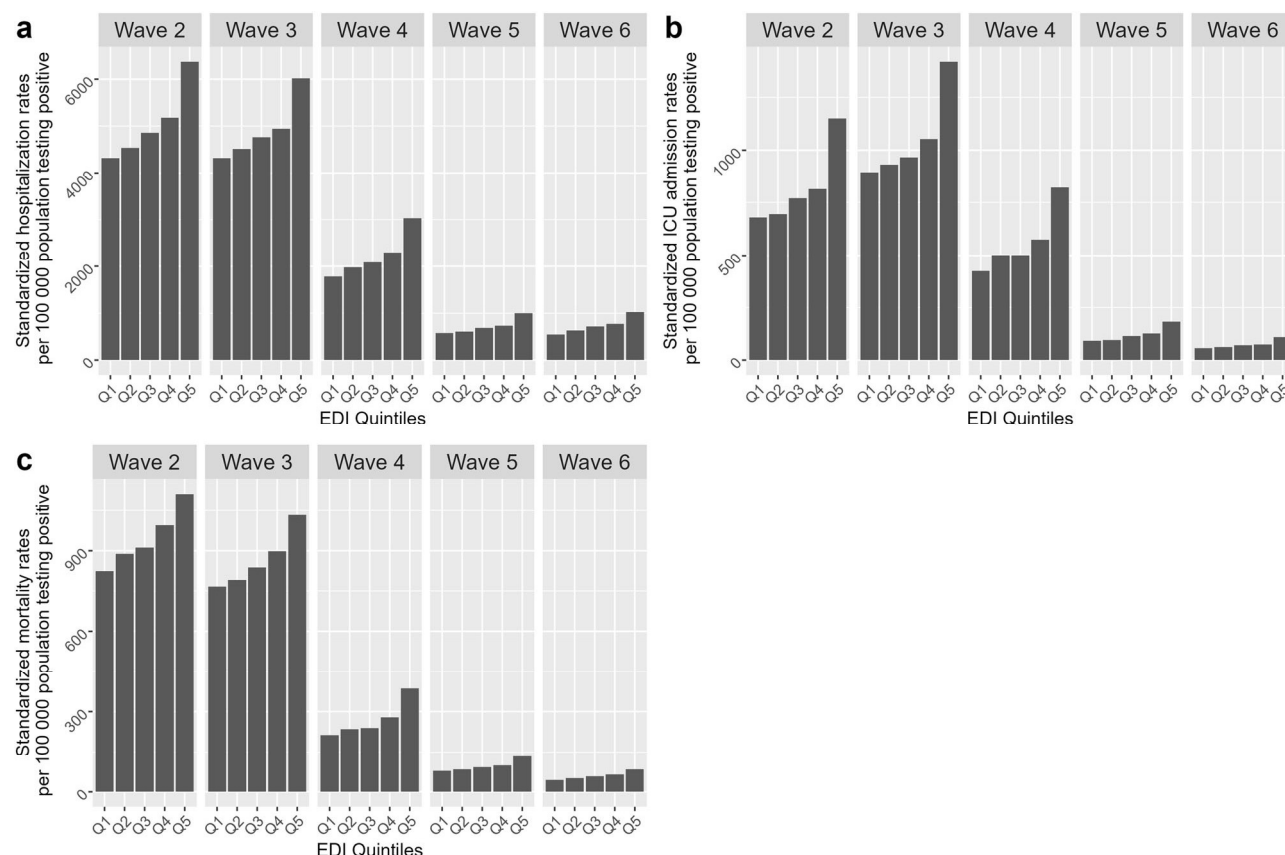 a
Wave 2 Wave 3 Wave 4 Wave 5 Wave 6
Standardized hospitalization rates
per 100 000 population testing positive
6000
4000
2000
0
Q1 Q2 Q3 Q4 Q5 Q1 Q2 Q3 Q4 Q5 Q1 Q2 Q3 Q4 Q5 Q1 Q2 Q3 Q4 Q5 Q1 Q2 Q3 Q4 Q5
EDI Quintiles
b
Wave 2 Wave 3 Wave 4 Wave 5 Wave 6
Standardized ICU admission rates
per 100 000 population testing positive
1000
500
0
Q1 Q2 Q3 Q4 Q5 Q1 Q2 Q3 Q4 Q5 Q1 Q2 Q3 Q4 Q5 Q1 Q2 Q3 Q4 Q5 Q1 Q2 Q3 Q4 Q5
EDI Quintiles
c
Wave 2 Wave 3 Wave 4 Wave 5 Wave 6
Standardized mortality rates
per 100 000 population testing positive
900
600
300
0
Q1 Q2 Q3 Q4 Q5 Q1 Q2 Q3 Q4 Q5 Q1 Q2 Q3 Q4 Q5 Q1 Q2 Q3 Q4 Q5 Q1 Q2 Q3 Q4 Q5
EDI Quintiles